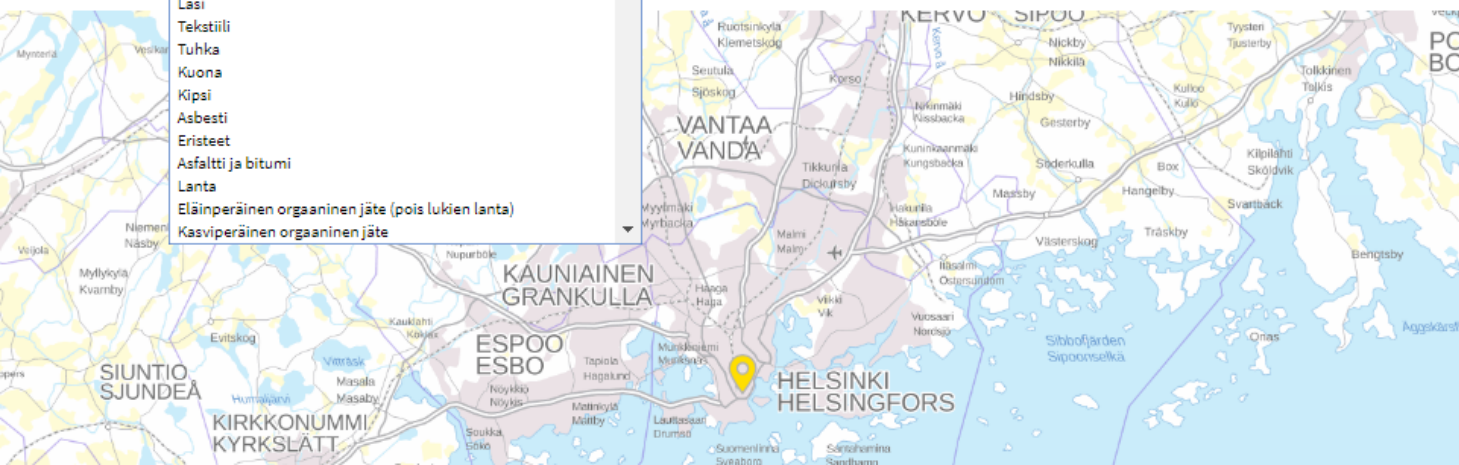 Lasi
Tekstiili
Tuhka
Kuona
Kipsi
Asbesti
Eristeet
Asfaltti ja bitumi
Lanta
Eläinperäinen orgaaninen jäte (pois lukien lanta)
Kasviperäinen orgaaninen jäte
Ruotsinkylä
Klemetskog
KERVO
SIPOO
Tyysteri
Tjusterby
Nickby
Nikkilä
Seutula
Sjöskog
Korso
Tolkkinen
Tolkis
Kulloo
Kullo
Hindsby
Nissbacka
Gesterby
VANTAA
VANDA
Kuninkaanmäki
Kungsbacka
Söderkulla
Box
Kilpilahti
Sköldvik
Tikkurila
Dickursby
Massby
Hangelby
Svartbäck
Myyrmäki
Myrbacka
Hakunila
Håkansböle
Malmi
Malm
Västerskog
Träskby
Bengtsby
Näsby
Veijola
Nupurböle
Myllykylä
Kvarnby
KAUNIAINEN
GRANKULLA
Haaga
Haga
Viikki
Vik
Östersundom
Vuosaari
Nordsjö
Kauklahti
Köklax
Evitskog
ESPOO
ESBO
Munkkiniemi
Munksnäs
Tapiola
Hagalund
Sibbofjärden
Sipoonselkä
Onas
SIUNTIO
SJUNDEÅ
Vitträsk
Masala
Masaby
Humaljärvi
HELSINKI
HELSINGFORS
Nöykkiö
Nöykis
Matinkylä
Mattby
Lauttasaari
Drumsö
KIRKKONUMMI
KYRKSLÄTT
Soukka
Sökö
Suomenlinna
Sveaborg
Santahamina
Sandhamn